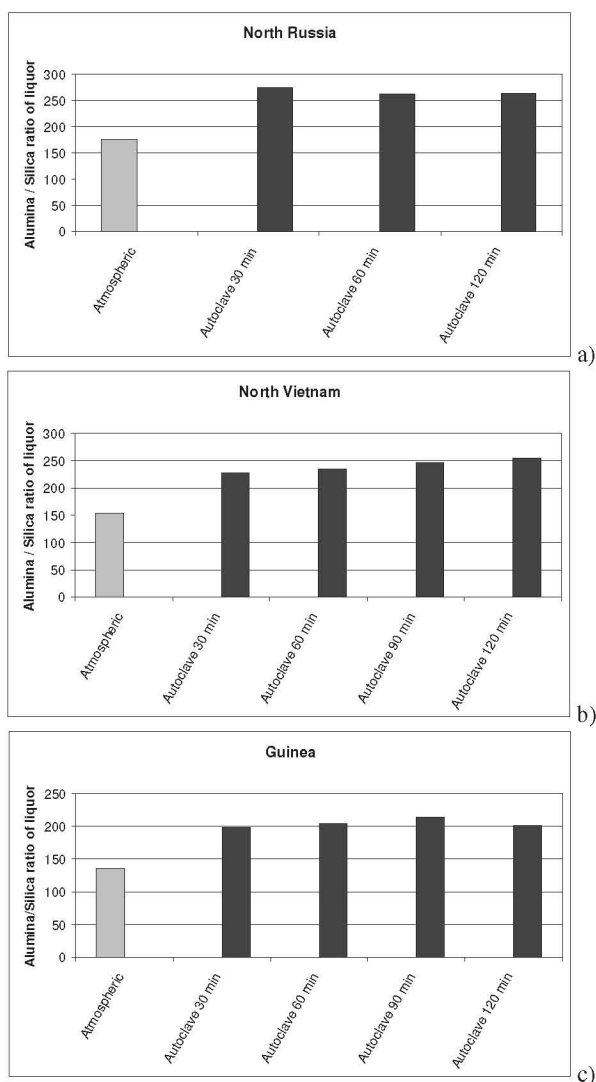 North Russia
Alumina / Silica ratio of liquor
300
250
200
150
100
50
0
Atmospheric
Autoclave 30 min
Autoclave 60 min
Autoclave 120 min
a)
North Vietnam
Alumina / Silica ratio of liquor
300
250
200
150
100
50
0
Atmospheric
Autoclave 30 min
Autoclave 60 min
Autoclave 90 min
Autoclave 120 min
b)
Guinea
Alumina/Silica ratio of liquor
250
200
150
100
50
0
Atmospheric
Autoclave 30 min
Autoclave 60 min
Autoclave 90 min
Autoclave 120 min
c)